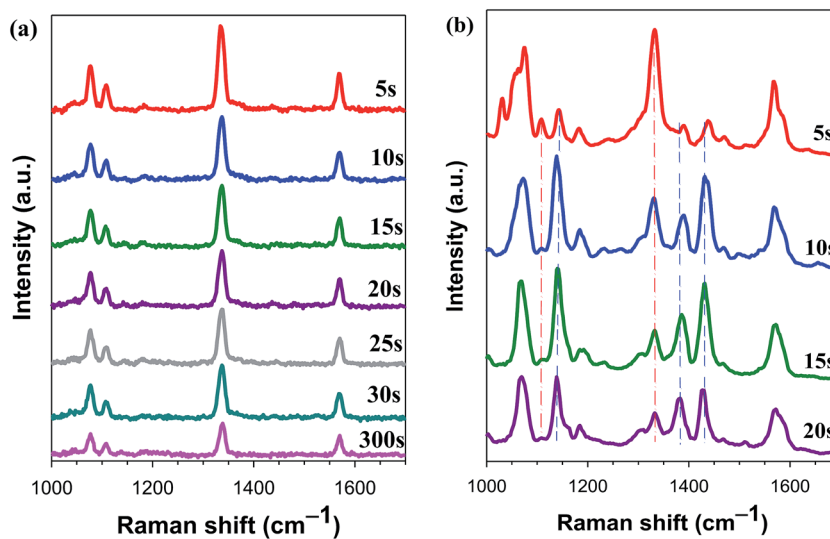 (a)
5s
10s
15s
20s
25s
30s
300s
Intensity (a.u.)
1000 1200 1400 1600
Raman shift (cm⁻¹)
(b)
5s
10s
15s
20s
Intensity (a.u.)
1000 1200 1400 1600
Raman shift (cm⁻¹)